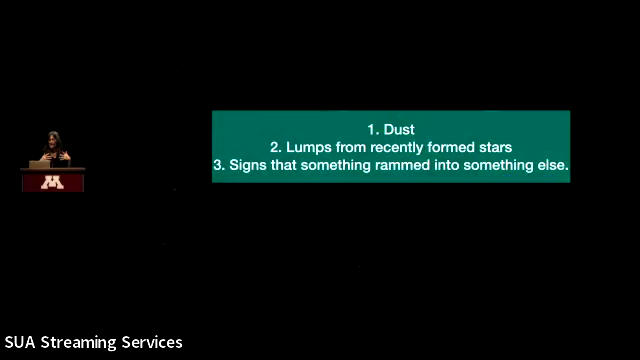 1. Dust
2. Lumps from recently formed stars
3. Signs that something rammed into something else.
M
SUA Streaming Services